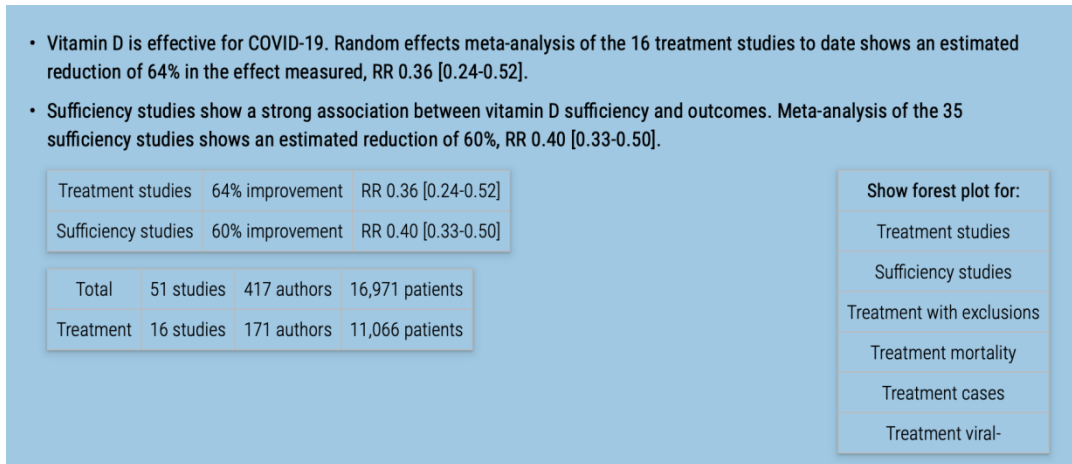 • Vitamin D is effective for COVID-19. Random effects meta-analysis of the 16 treatment studies to date shows an estimated
reduction of 64% in the effect measured, RR 0.36 [0.24-0.52].
• Sufficiency studies show a strong association between vitamin D sufficiency and outcomes. Meta-analysis of the 35
sufficiency studies shows an estimated reduction of 60%, RR 0.40 [0.33-0.50].
Treatment studies 64% improvement RR 0.36 [0.24-0.52]
Sufficiency studies 60% improvement RR 0.40 [0.33-0.50]
Total 51 studies 417 authors 16,971 patients
Treatment 16 studies 171 authors 11,066 patients
Show forest plot for:
Treatment studies
Sufficiency studies
Treatment with exclusions
Treatment mortality
Treatment cases
Treatment viral-